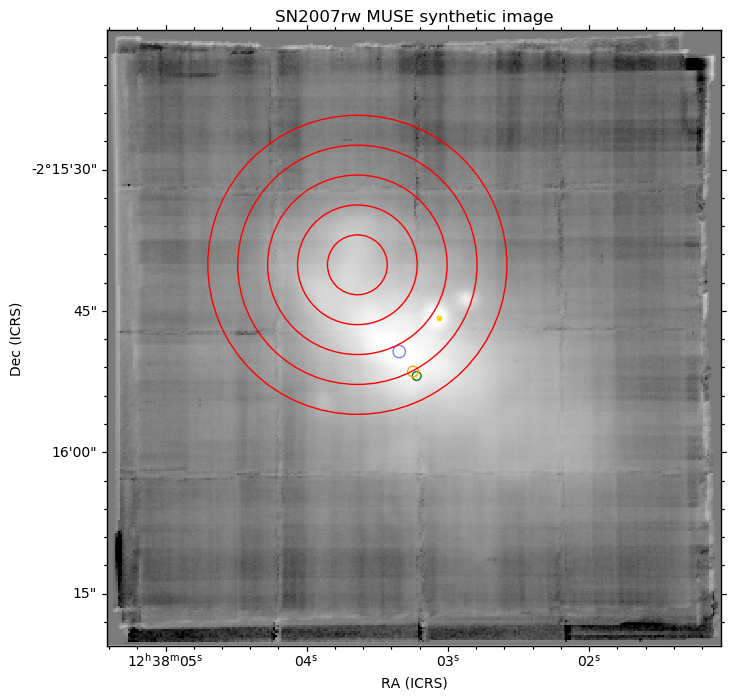 SN2007rw MUSE synthetic image
-2°15'30"
45"
16'00"
15"
Dec (ICRS)
12ʰ38ᵐ05ˢ
04ˢ
03ˢ
02ˢ
RA (ICRS)